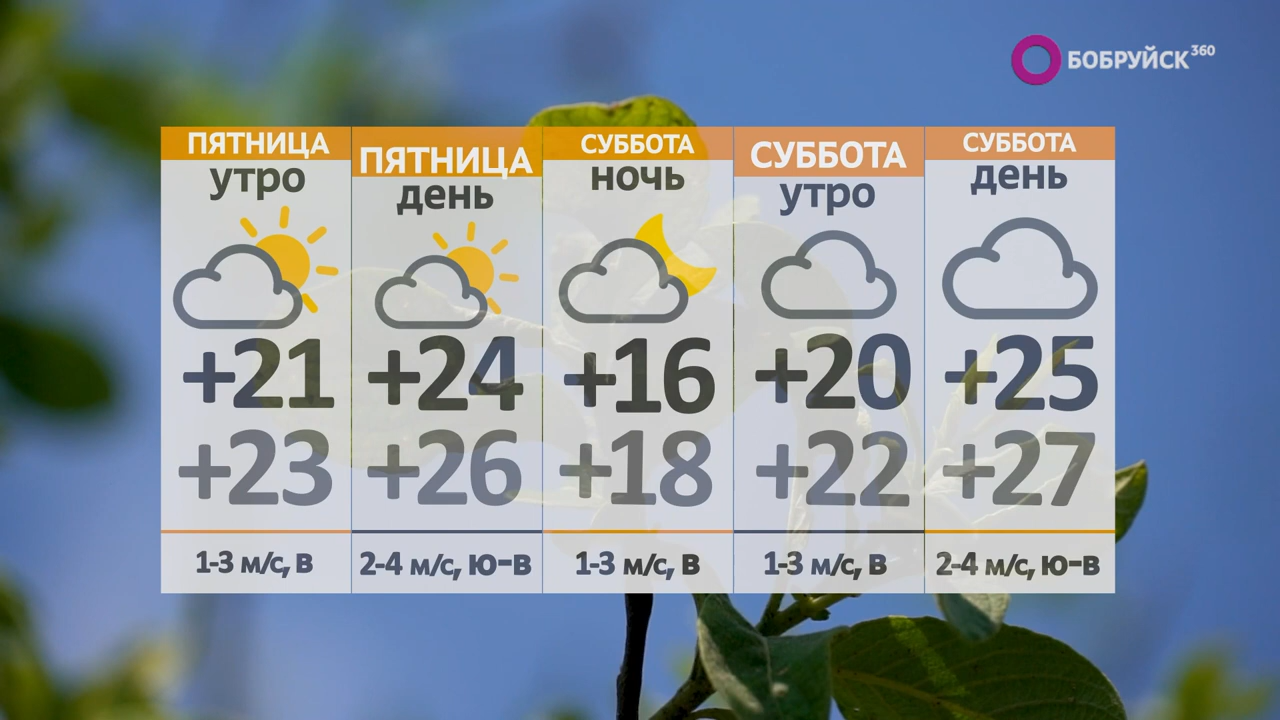 БОБРУЙСК360
ПЯТНИЦА
утро
+21
+23
1-3 м/с, в
ПЯТНИЦА
день
+24
+26
2-4 м/с, ю-в
СУББОТА
ночь
+16
+18
1-3 м/с, в
СУББОТА
утро
+20
+22
1-3 м/с, в
СУББОТА
день
+25
+27
2-4 м/с, ю-в